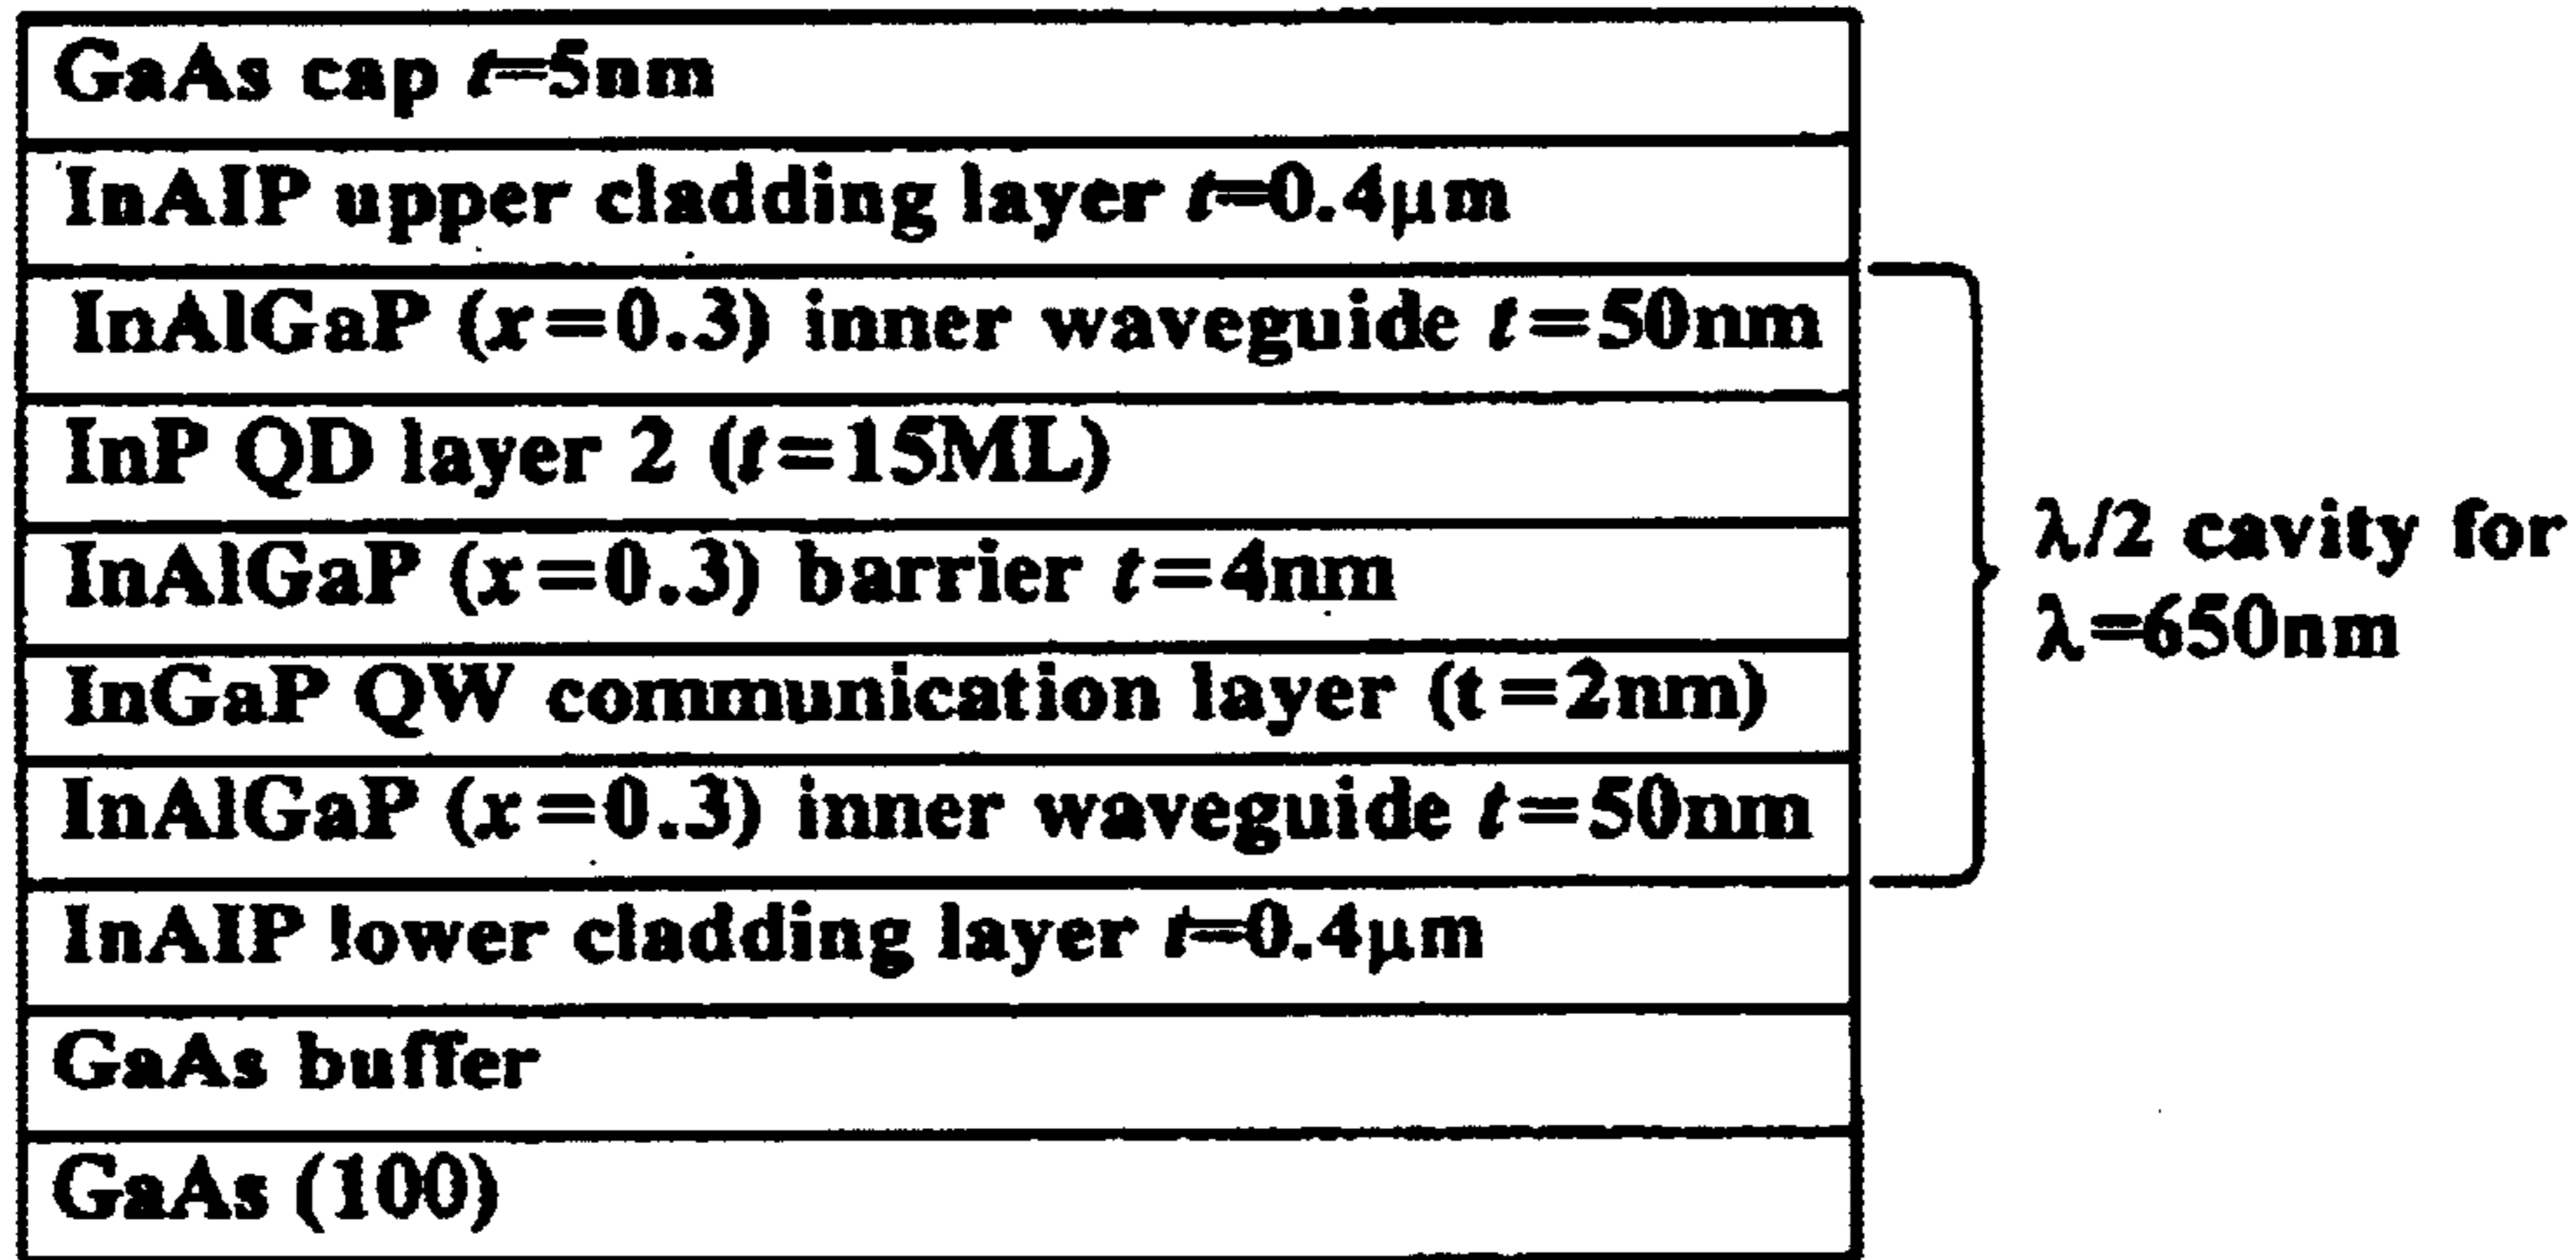 GaAs cap t=5nm
InAlP upper cladding layer t=0.4μm
InAlGaP (x=0.3) inner waveguide t=50nm
InP QD layer 2 (t=15ML)
InAlGaP (x=0.3) barrier t=4nm
InGaP QW communication layer (t=2nm)
InAlGaP (x=0.3) inner waveguide t=50nm
InAlP lower cladding layer t=0.4μm
GaAs buffer
GaAs (100)
λ/2 cavity for
λ=650nm